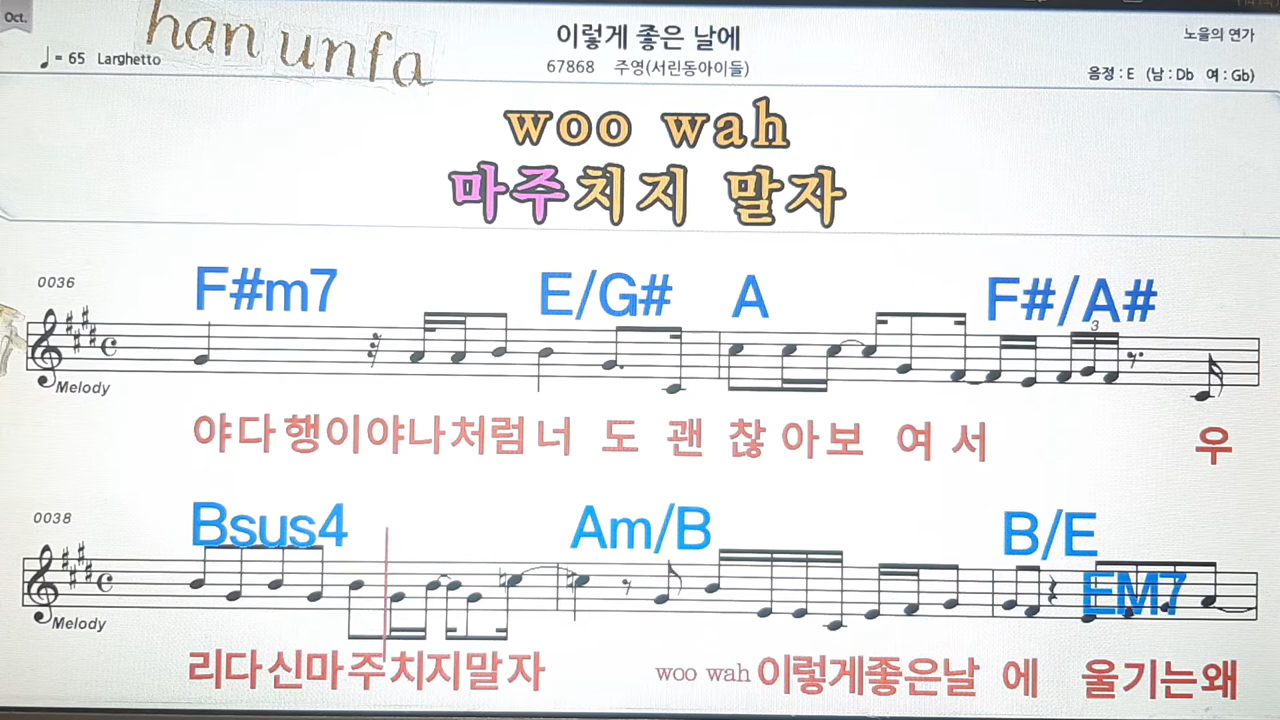 Oct.
han unfa
이렇게 좋은 날에
노을의 연가
♩= 65 Larghetto
67868 주영(서린동아이들)
음정 : E (남 : Db 여 : Gb)
woo wah
마주치지 말자
0036
F#m7 E/G# A F#/A#
3
Melody
야다행이야나처럼너 도 괜 찮 아보 여 서 우
0038
Bsus4 Am/B B/E EM7
Melody
리다신마주치지말자 woo wah 이렇게좋은날 에 울기는왜